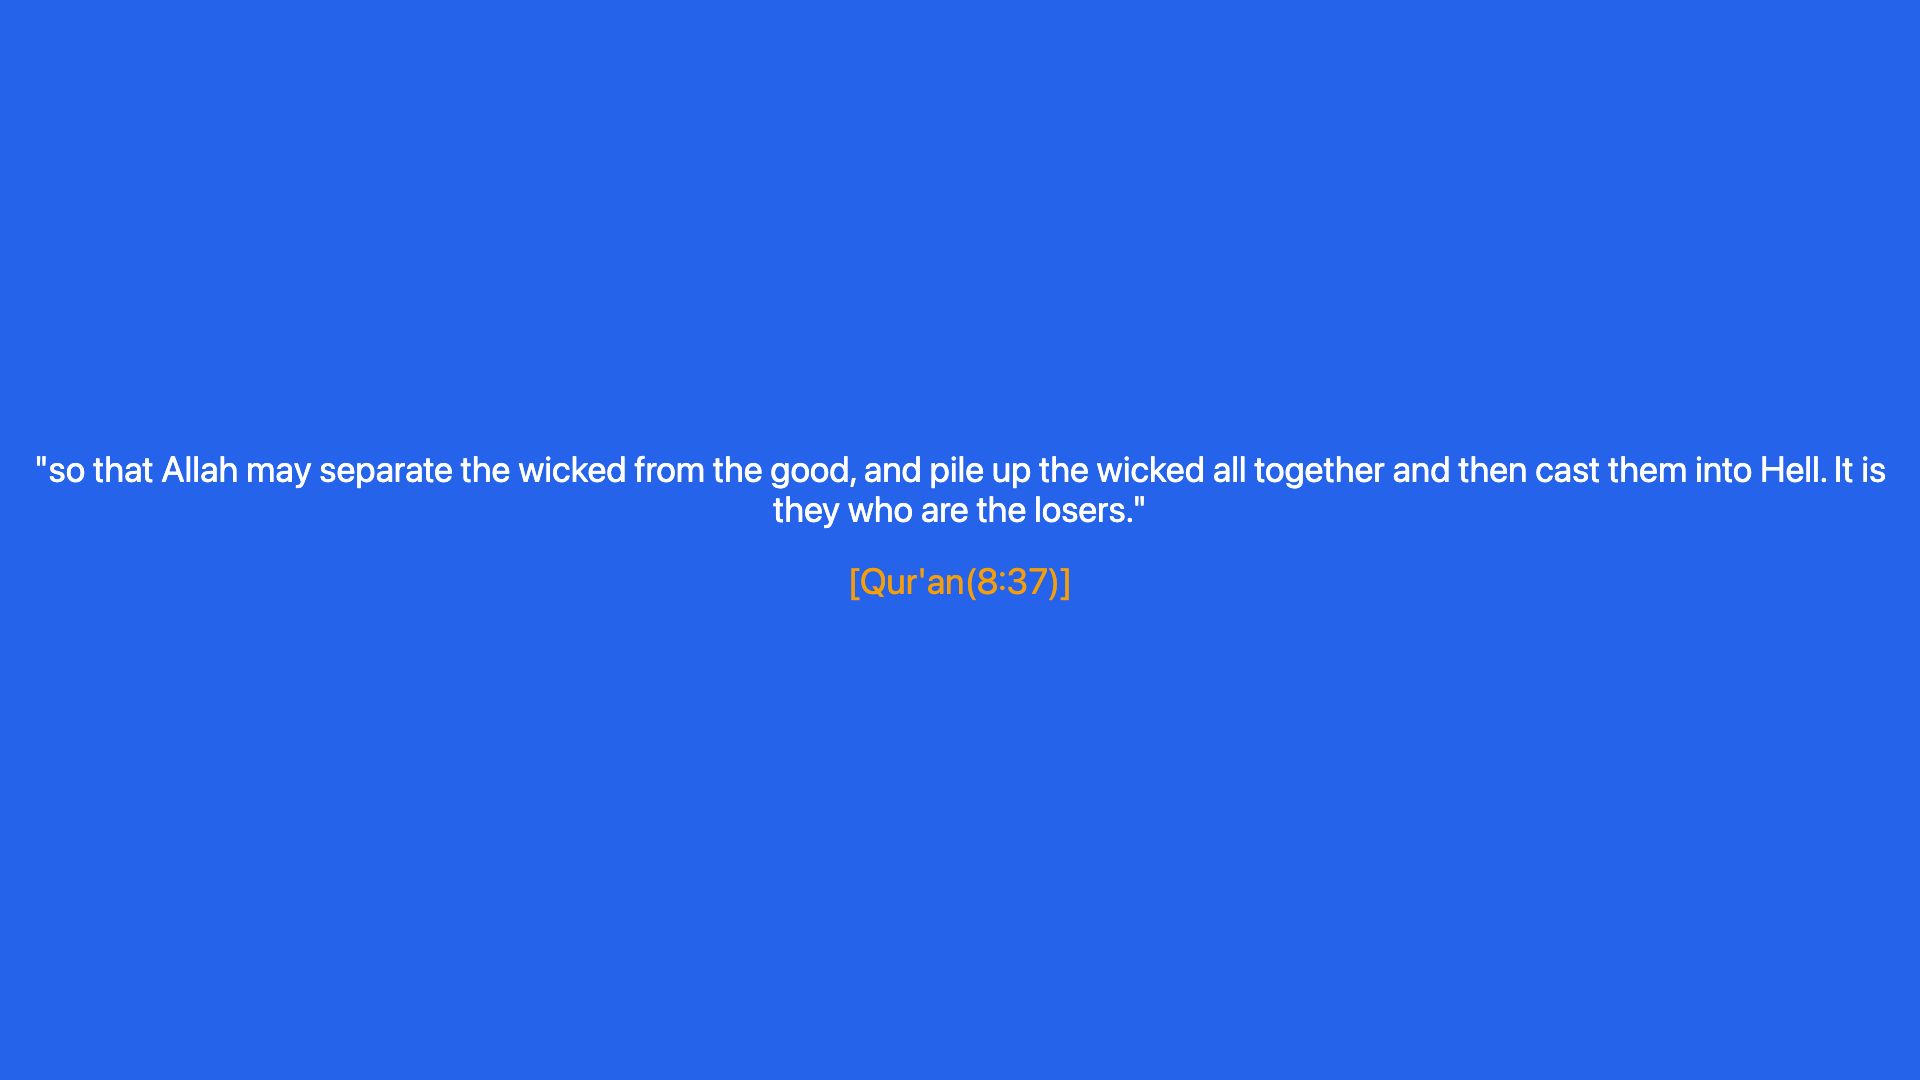 "so that Allah may separate the wicked from the good, and pile up the wicked all together and then cast them into Hell. It is
they who are the losers."
[Qur'an(8:37)]